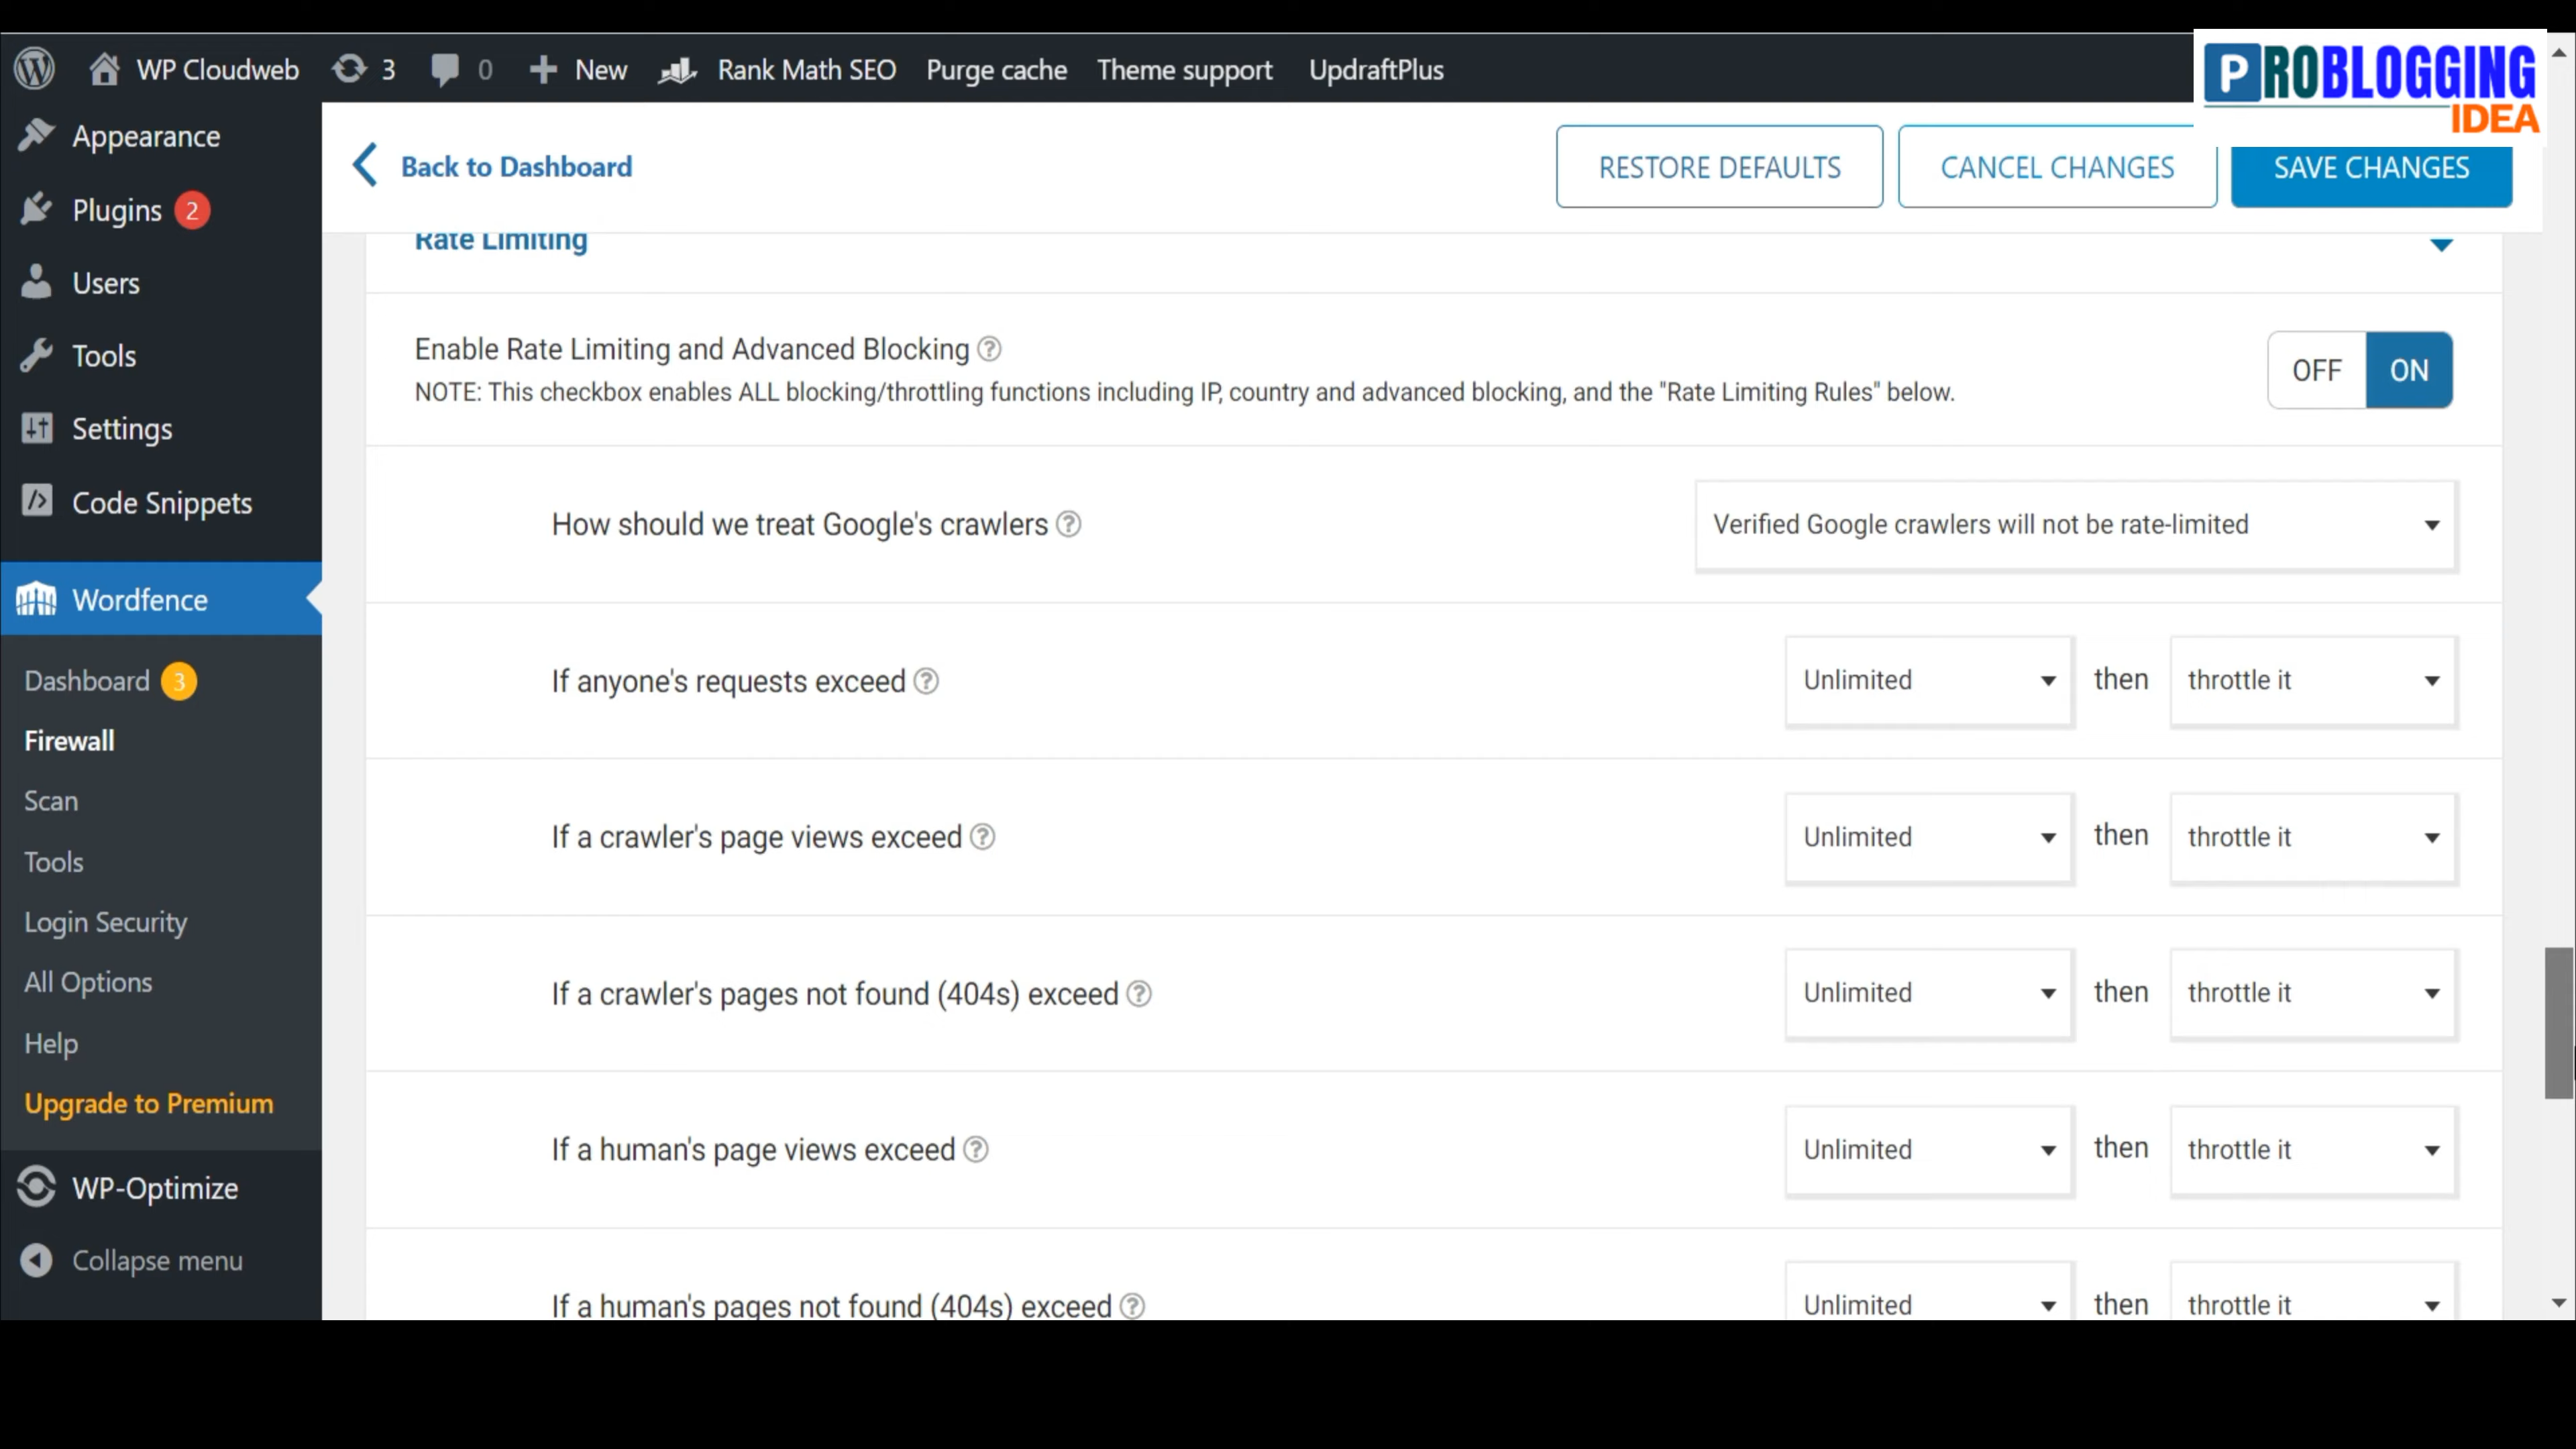 WP Cloudweb 3 0 New Rank Math SEO Purge cache Theme support UpdraftPlus
PROBLOGGING
IDEA
Appearance
Plugins 2
Users
Tools
Settings
Code Snippets
Wordfence
Dashboard 3
Firewall
Scan
Tools
Login Security
All Options
Help
Upgrade to Premium
WP-Optimize
Collapse menu
Back to Dashboard
RESTORE DEFAULTS
CANCEL CHANGES
SAVE CHANGES
Rate Limiting
Enable Rate Limiting and Advanced Blocking ?
NOTE: This checkbox enables ALL blocking/throttling functions including IP, country and advanced blocking, and the "Rate Limiting Rules" below.
OFF ON
How should we treat Google's crawlers ? Verified Google crawlers will not be rate-limited
If anyone's requests exceed ? Unlimited then throttle it
If a crawler's page views exceed ? Unlimited then throttle it
If a crawler's pages not found (404s) exceed ? Unlimited then throttle it
If a human's page views exceed ? Unlimited then throttle it
If a human's pages not found (404s) exceed ? Unlimited then throttle it